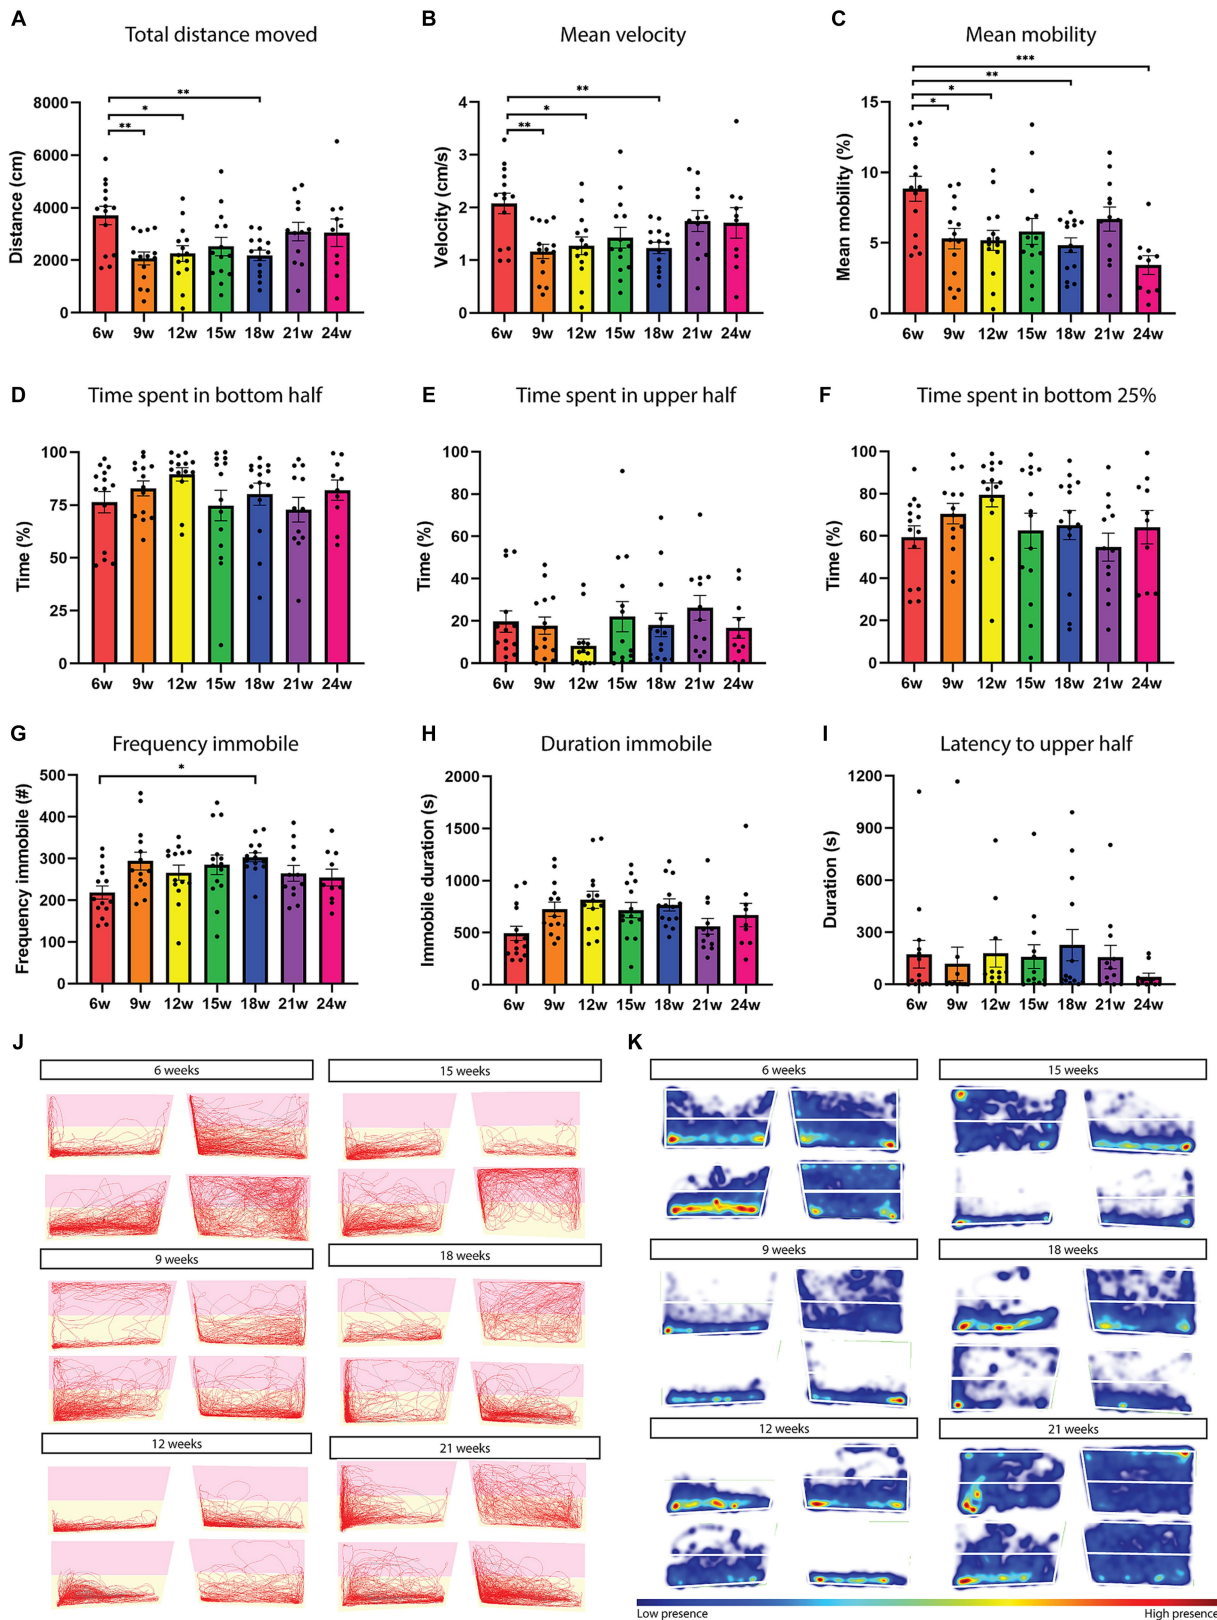 A
Total distance moved
Distance (cm)
8000
6000
4000
2000
0
** * **
6w 9w 12w 15w 18w 21w 24w
B
Mean velocity
Velocity (cm/s)
4
3
2
1
0
** * **
6w 9w 12w 15w 18w 21w 24w
C
Mean mobility
Mean mobility (%)
15
10
5
0
* * ** ***
6w 9w 12w 15w 18w 21w 24w
D
Time spent in bottom half
Time (%)
100
75
50
25
0
6w 9w 12w 15w 18w 21w 24w
E
Time spent in upper half
Time (%)
100
80
60
40
20
0
6w 9w 12w 15w 18w 21w 24w
F
Time spent in bottom 25%
Time (%)
100
80
60
40
20
0
6w 9w 12w 15w 18w 21w 24w
G
Frequency immobile
Frequency immobile (#)
500
400
300
200
100
0
*
6w 9w 12w 15w 18w 21w 24w
H
Duration immobile
Immobile duration (s)
2000
1500
1000
500
0
6w 9w 12w 15w 18w 21w 24w
I
Latency to upper half
Duration (s)
1200
900
600
300
0
6w 9w 12w 15w 18w 21w 24w
J
6 weeks
15 weeks
9 weeks
18 weeks
12 weeks
21 weeks
K
6 weeks
15 weeks
9 weeks
18 weeks
12 weeks
21 weeks
Low presence
High presence